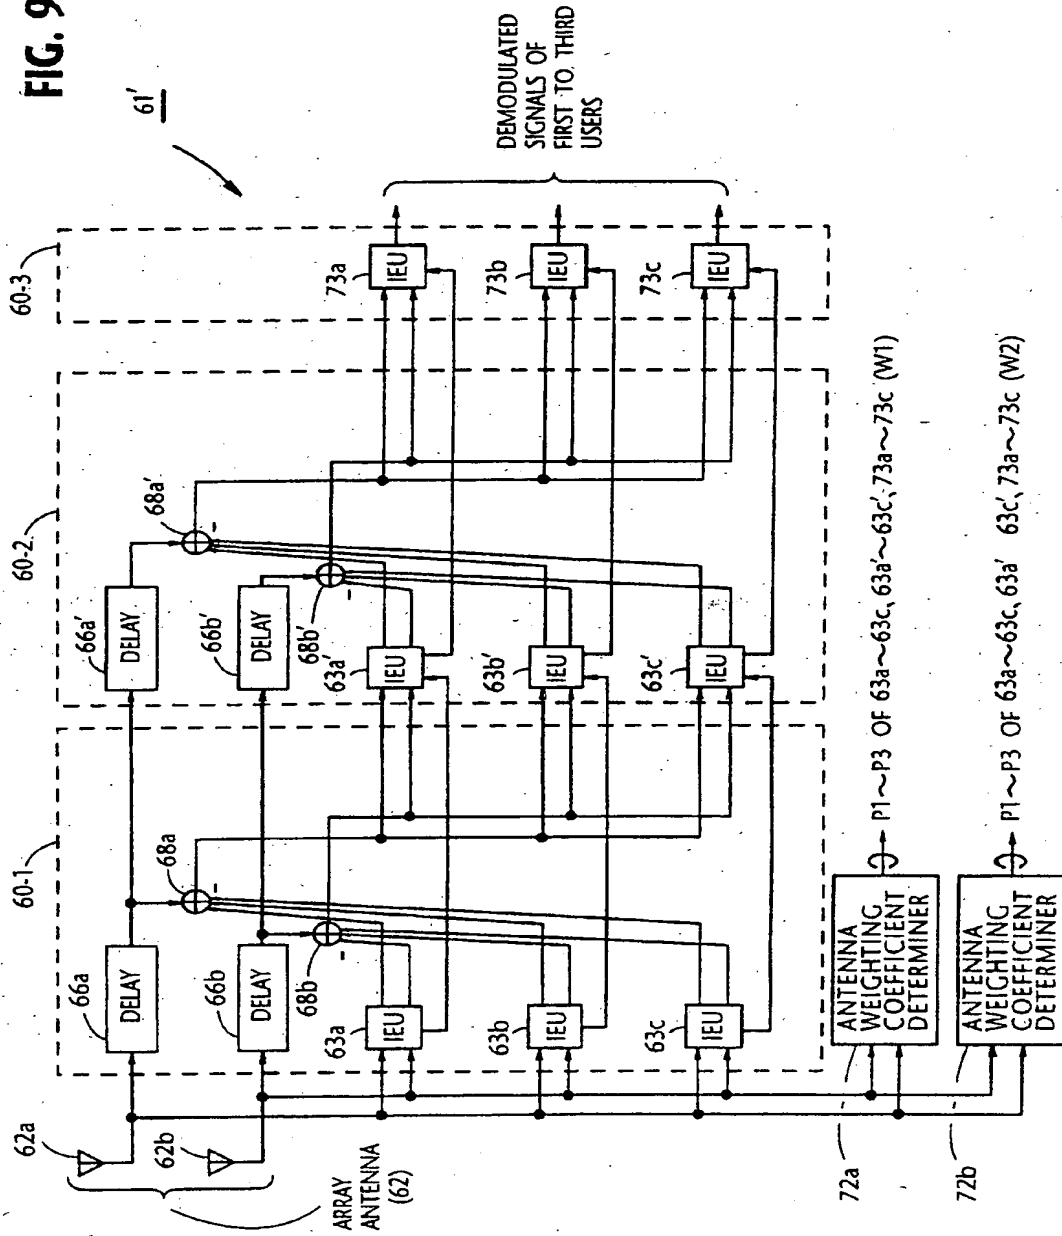 FIG. 9
61'
60-1
60-2
60-3
62a
62b
ARRAY
ANTENNA
(62)
66a
DELAY
66b
DELAY
68a
-
68b
-
63a
IEU
63b
IEU
63c
IEU
66a'
DELAY
66b'
DELAY
68a'
-
68b'
-
63a'
IEU
63b'
IEU
63c'
IEU
73a
IEU
73b
IEU
73c
IEU
DEMODULATED
SIGNALS OF
FIRST TO THIRD
USERS
72a
ANTENNA
WEIGHTING
COEFFICIENT
DETERMINER
P1~P3 OF 63a~63c, 63a'~63c', 73a~73c (W1)
72b
ANTENNA
WEIGHTING
COEFFICIENT
DETERMINER
P1~P3 OF 63a~63c, 63a' 63c', 73a~73c (W2)